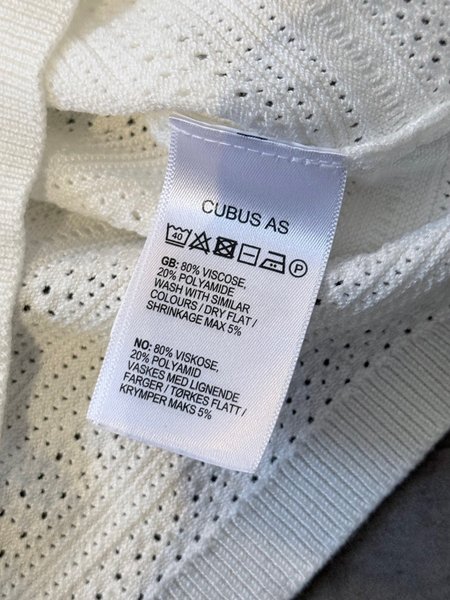 CUBUS AS
40 P
GB: 80% VISCOSE,
20% POLYAMIDE
WASH WITH SIMILAR
COLOURS / DRY FLAT /
SHRINKAGE MAX 5%
NO: 80% VISKOSE,
20% POLYAMID
VASKES MED LIGNENDE
FARGER / TØRKES FLATT /
KRYMPER MAKS 5%